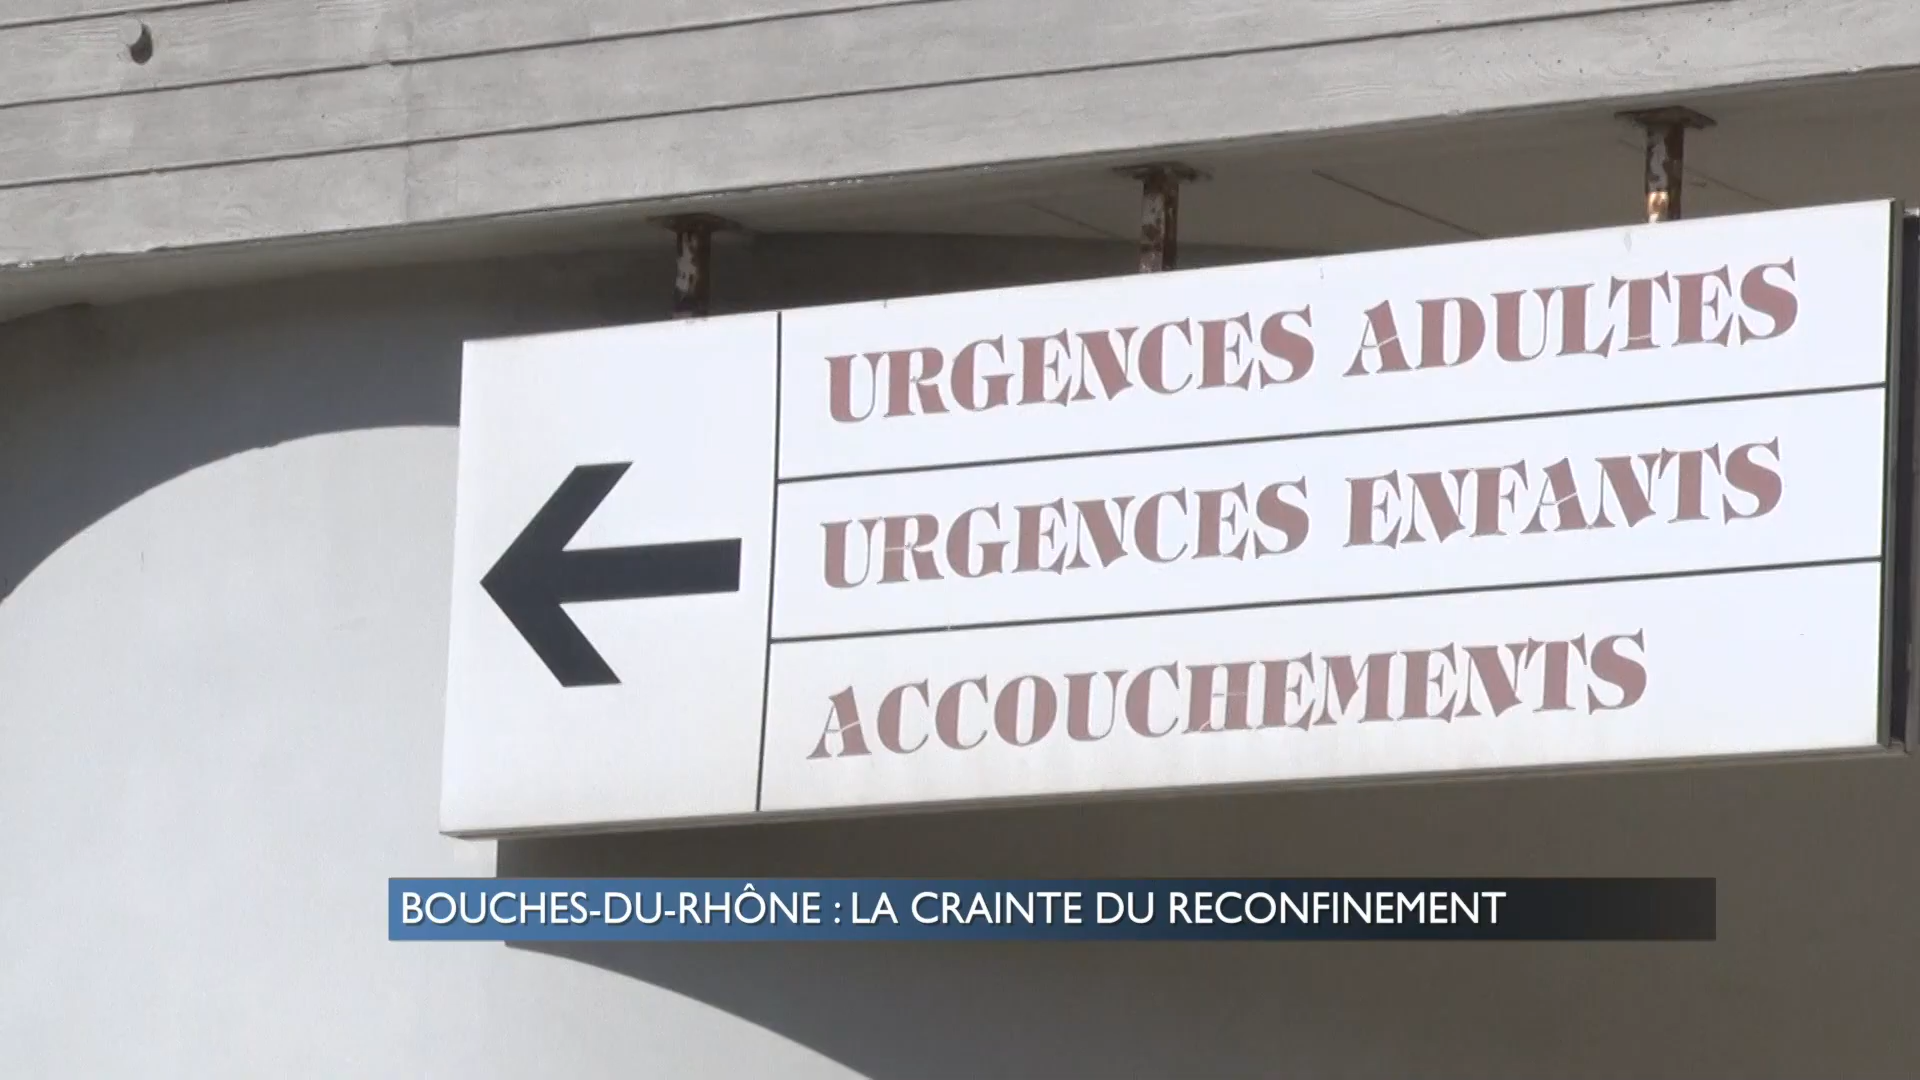 URGENCES ADULTES
URGENCES ENFANTS
ACCOUCHEMENTS
BOUCHES-DU-RHÔNE : LA CRAINTE DU RECONFINEMENT